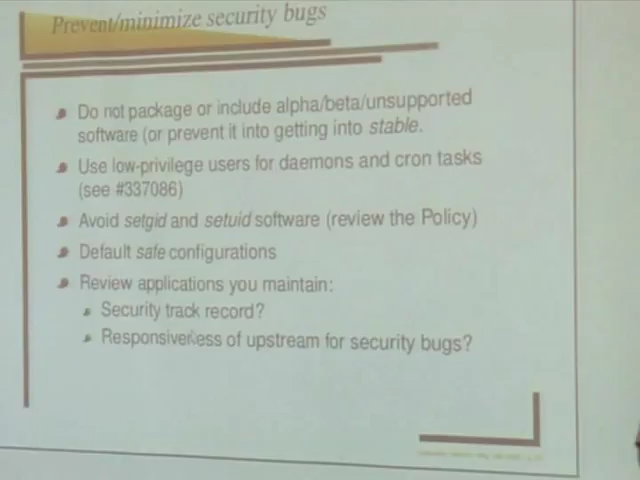 Prevent/minimize security bugs
Do not package or include alpha/beta/unsupported
software (or prevent it into getting into stable.
Use low-privilege users for daemons and cron tasks
(see #337086)
Avoid setgid and setuid software (review the Policy)
Default safe configurations
Review applications you maintain:
Security track record?
Responsiveness of upstream for security bugs?